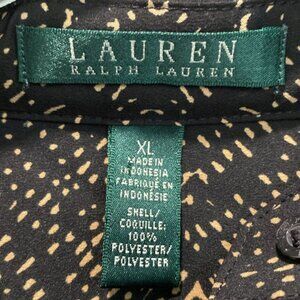 LAUREN
RALPH LAUREN
XL
MADE IN
INDONESIA
FABRIQUÉ EN
INDONÉSIE
SHELL/
COQUILLE:
100%
POLYESTER/
POLYESTER